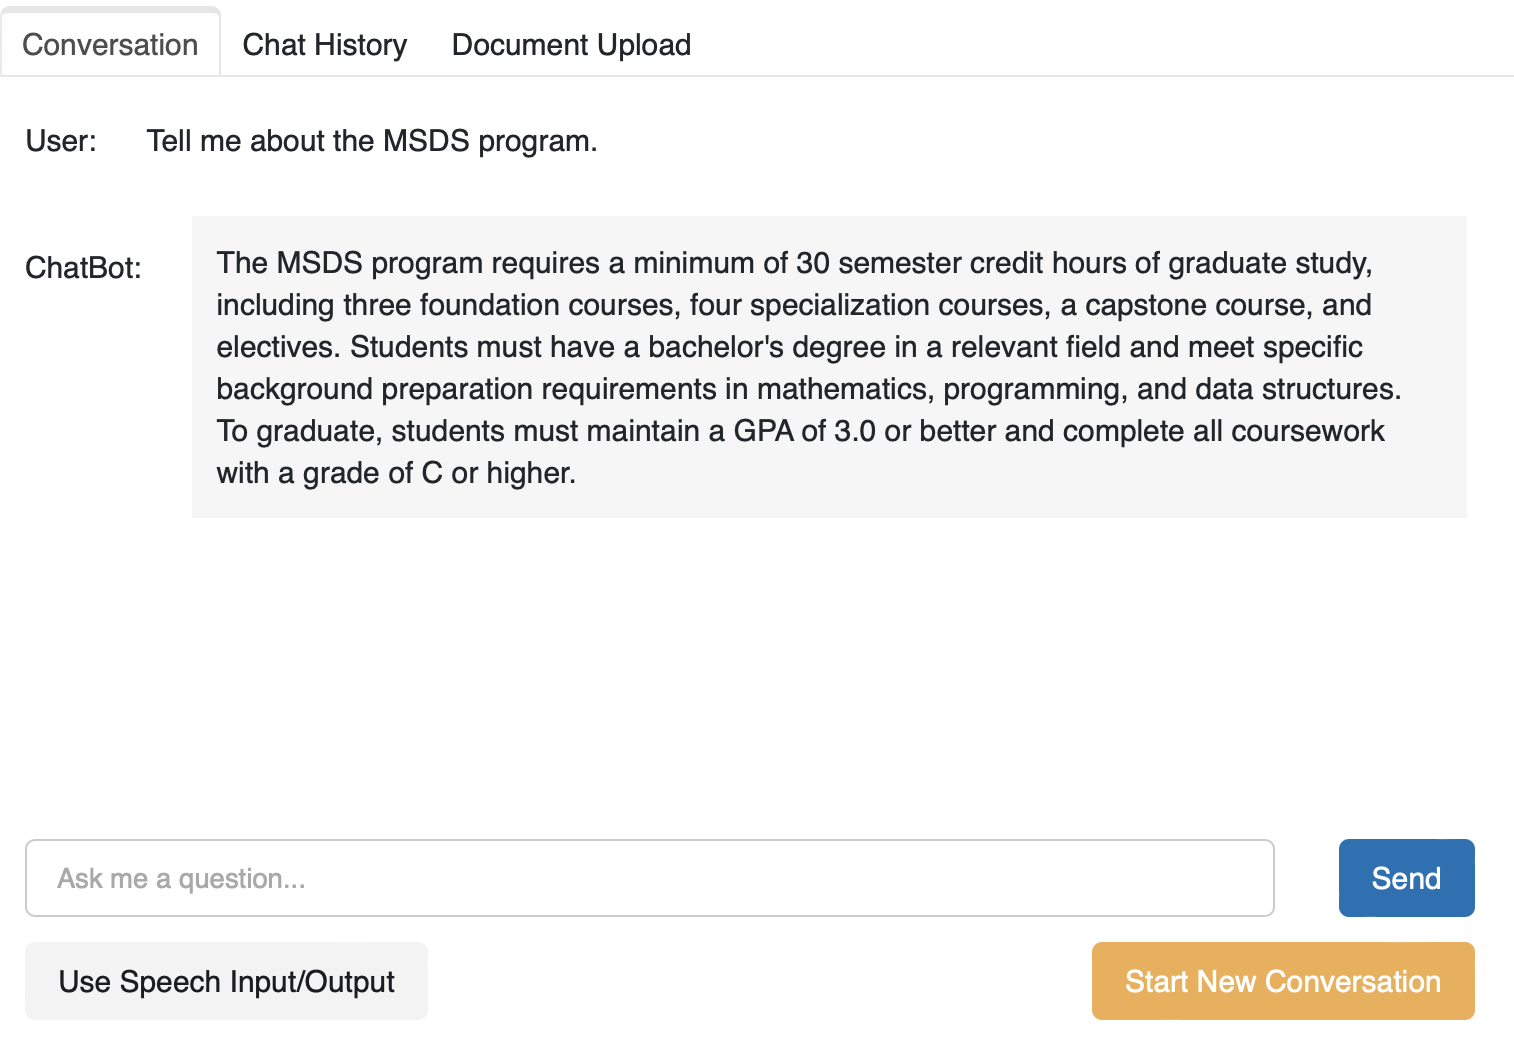 Conversation Chat History Document Upload
User: Tell me about the MSDS program.
ChatBot: The MSDS program requires a minimum of 30 semester credit hours of graduate study,
including three foundation courses, four specialization courses, a capstone course, and
electives. Students must have a bachelor's degree in a relevant field and meet specific
background preparation requirements in mathematics, programming, and data structures.
To graduate, students must maintain a GPA of 3.0 or better and complete all coursework
with a grade of C or higher.
Ask me a question... Send
Use Speech Input/Output Start New Conversation